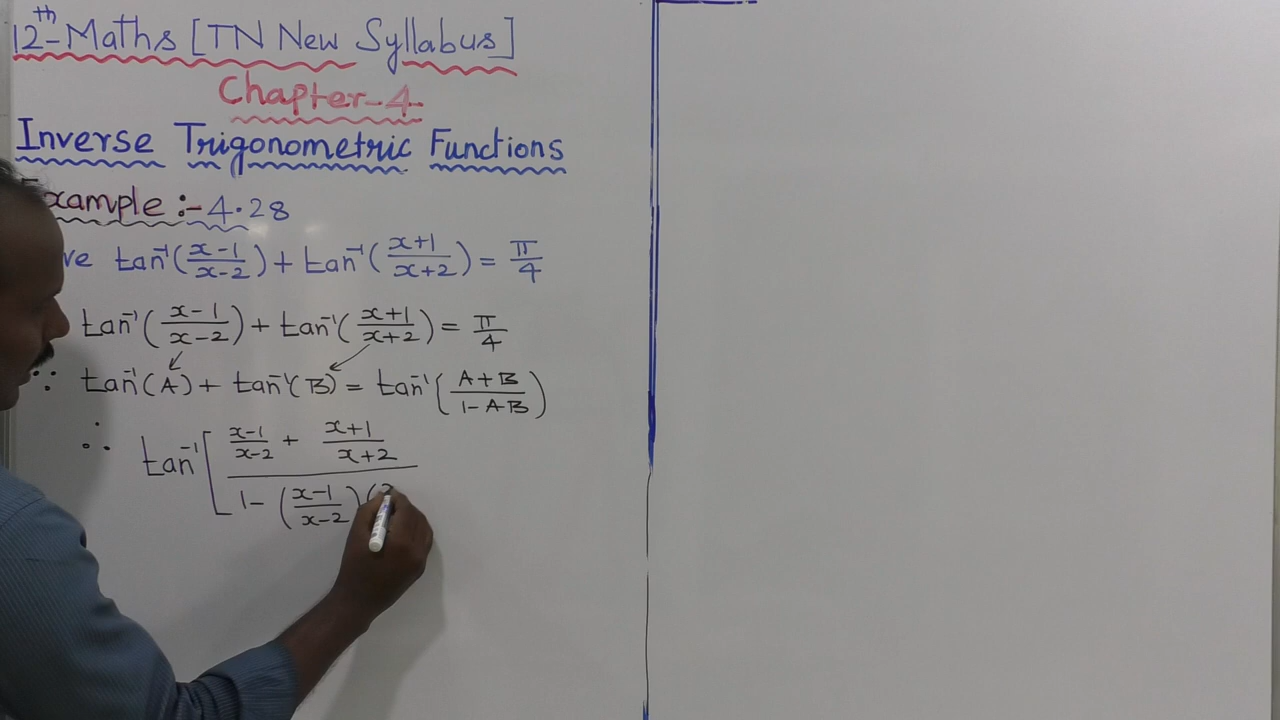 12th-Maths [TN New Syllabus]
Chapter-4
Inverse Trigonometric Functions
Example :- 4.28
tan⁻¹((x-1)/(x-2)) + tan⁻¹((x+1)/(x+2)) = π/4
tan⁻¹((x-1)/(x-2)) + tan⁻¹((x+1)/(x+2)) = π/4
∵ tan⁻¹(A) + tan⁻¹(B) = tan⁻¹((A+B)/(1-AB))
∴ tan⁻¹[((x-1)/(x-2) + (x+1)/(x+2))/(1-((x-1)/(x-2))(